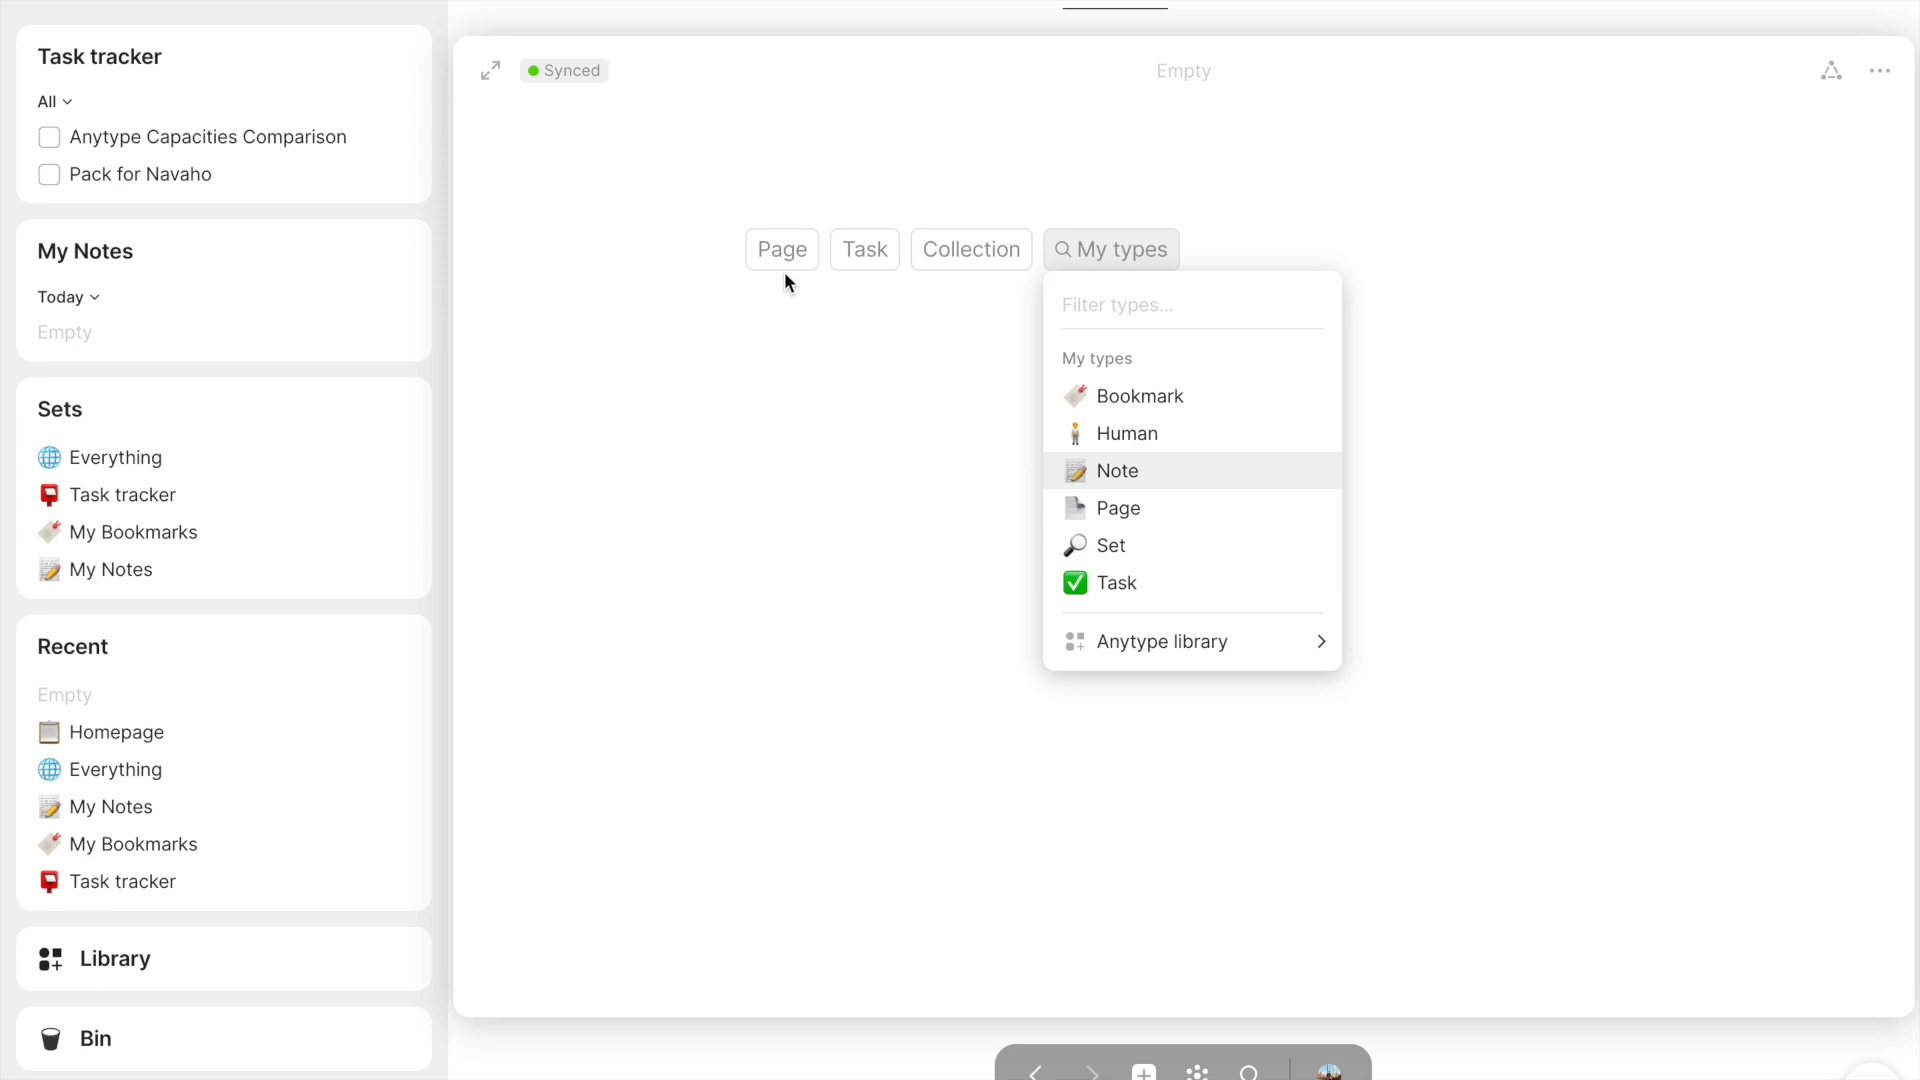 Task tracker
All
Anytype Capacities Comparison
Pack for Navaho
My Notes
Today
Empty
Sets
Everything
Task tracker
My Bookmarks
My Notes
Recent
Empty
Homepage
Everything
My Notes
My Bookmarks
Task tracker
Library
Bin
Synced
Empty
Page Task Collection My types
Filter types...
My types
Bookmark
Human
Note
Page
Set
Task
Anytype library